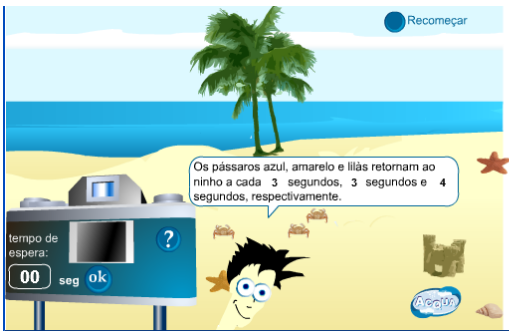 Recomeçar
Os pássaros azul, amarelo e lilàs retornam ao
ninho a cada 3 segundos, 3 segundos e 4
segundos, respectivamente.
tempo de
espera:
?
00 seg ok
Acqua